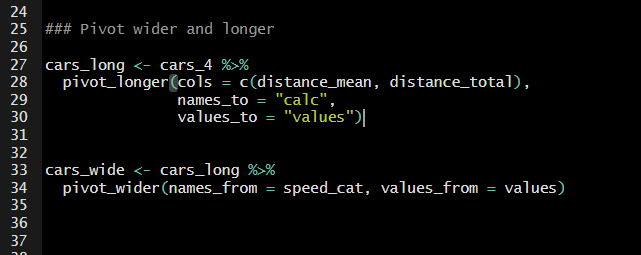 24
25 ### Pivot wider and longer
26
27 cars_long <- cars_4 %>%
28   pivot_longer(cols = c(distance_mean, distance_total),
29                names_to = "calc",
30                values_to = "values")
31
32
33 cars_wide <- cars_long %>%
34   pivot_wider(names_from = speed_cat, values_from = values)
35
36
37